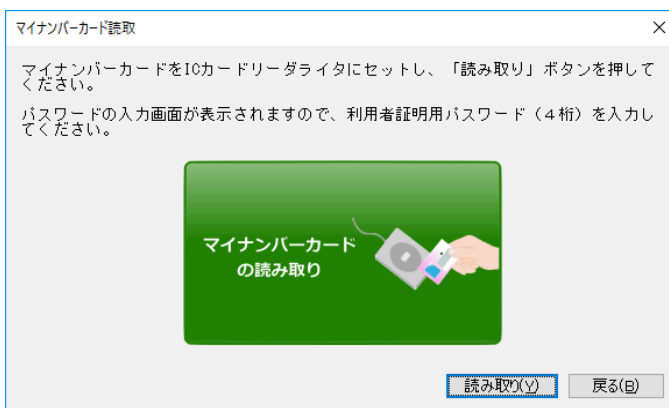 マイナンバーカード読取
マイナンバーカードをICカードリーダライタにセットし、「読み取り」ボタンを押して
ください。
パスワードの入力画面が表示されますので、利用者証明用パスワード（４桁）を入力し
てください。
マイナンバーカード
の読み取り
読み取り(Y)
戻る(B)